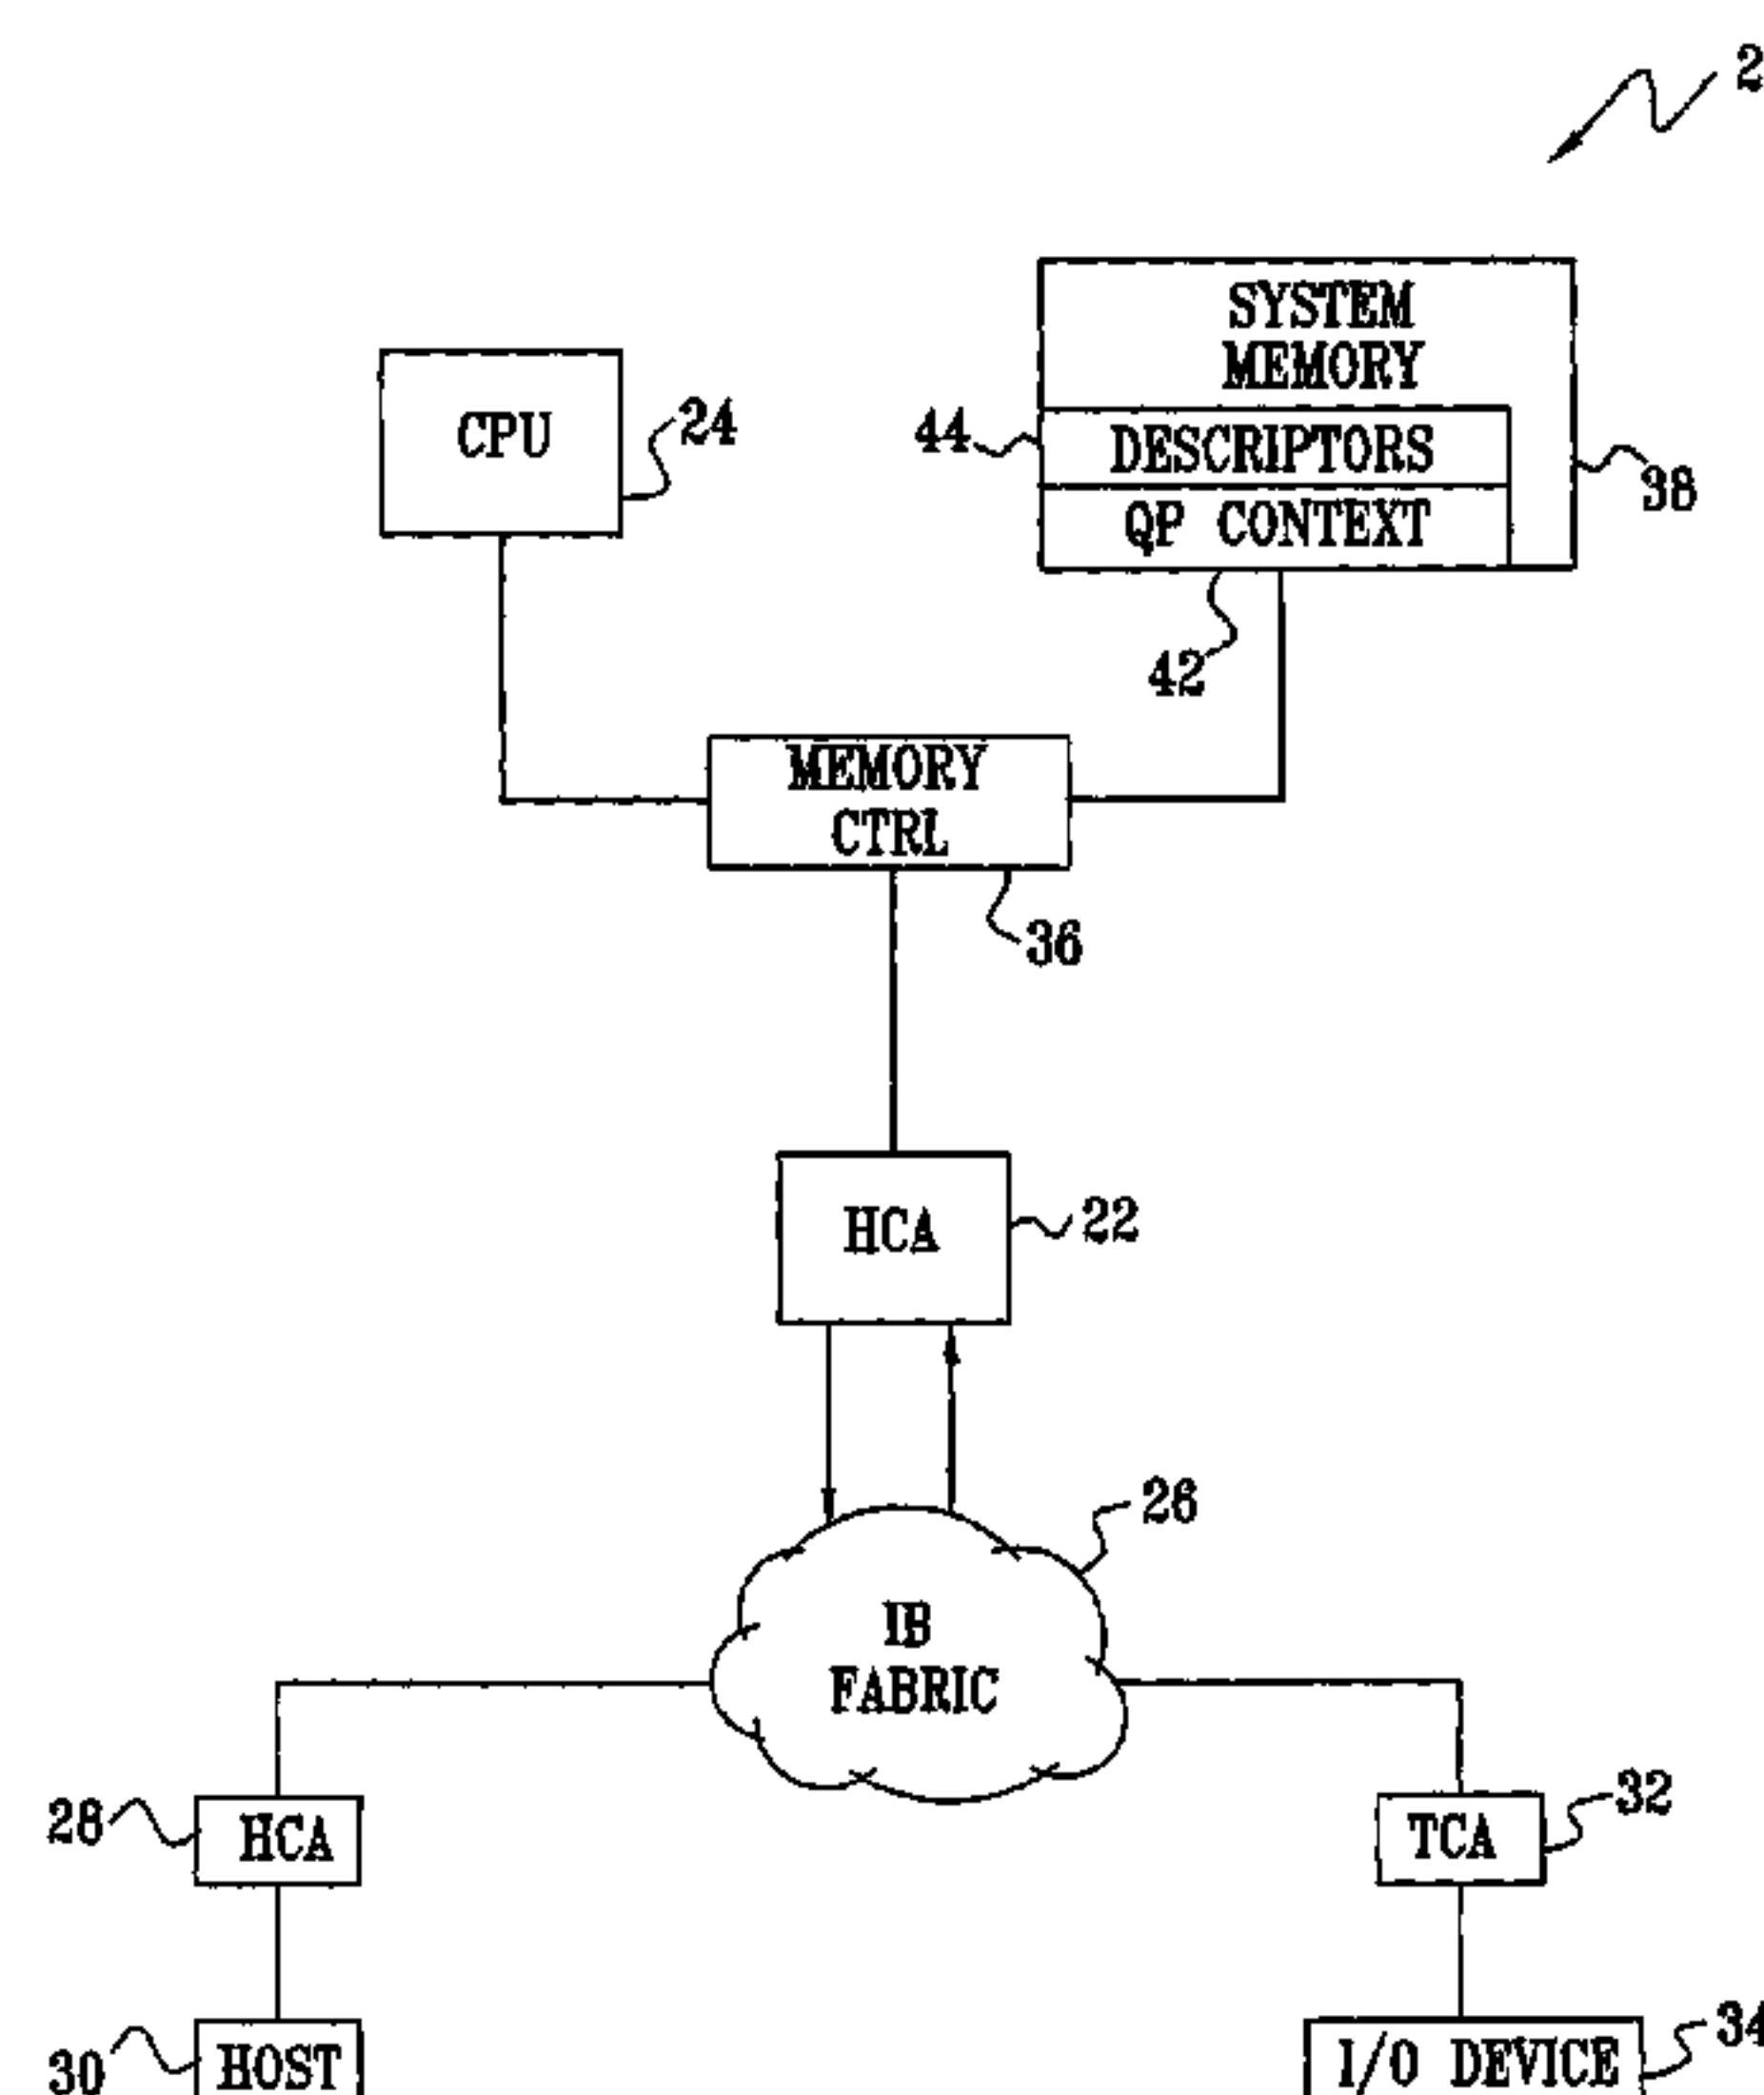 2
SYSTEM
MEMORY
CPU
24
44
DESCRIPTORS
38
QP CONTEXT
42
MEMORY
CTRL
36
HCA
22
26
IB
FABRIC
28
HCA
TCA
32
30
HOST
I/O DEVICE
34